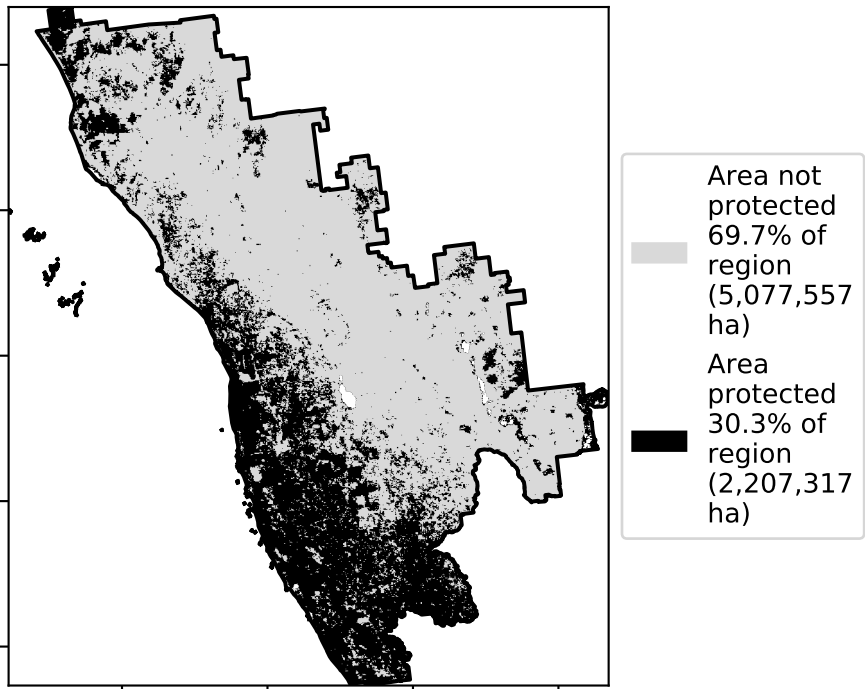 Area not
protected
69.7% of
region
(5,077,557
ha)
Area
protected
30.3% of
region
(2,207,317
ha)